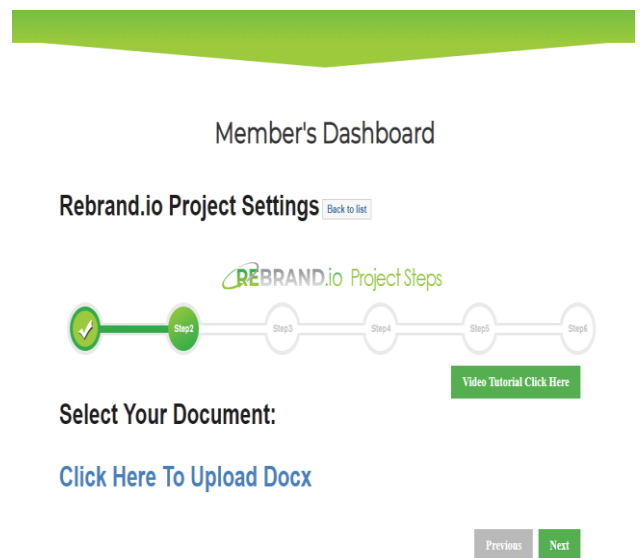 Member's Dashboard
Rebrand.io Project Settings Back to list
REBRAND.io Project Steps
Step2 Step3 Step4 Step5 Step6
Video Tutorial Click Here
Select Your Document:
Click Here To Upload Docx
Previous Next